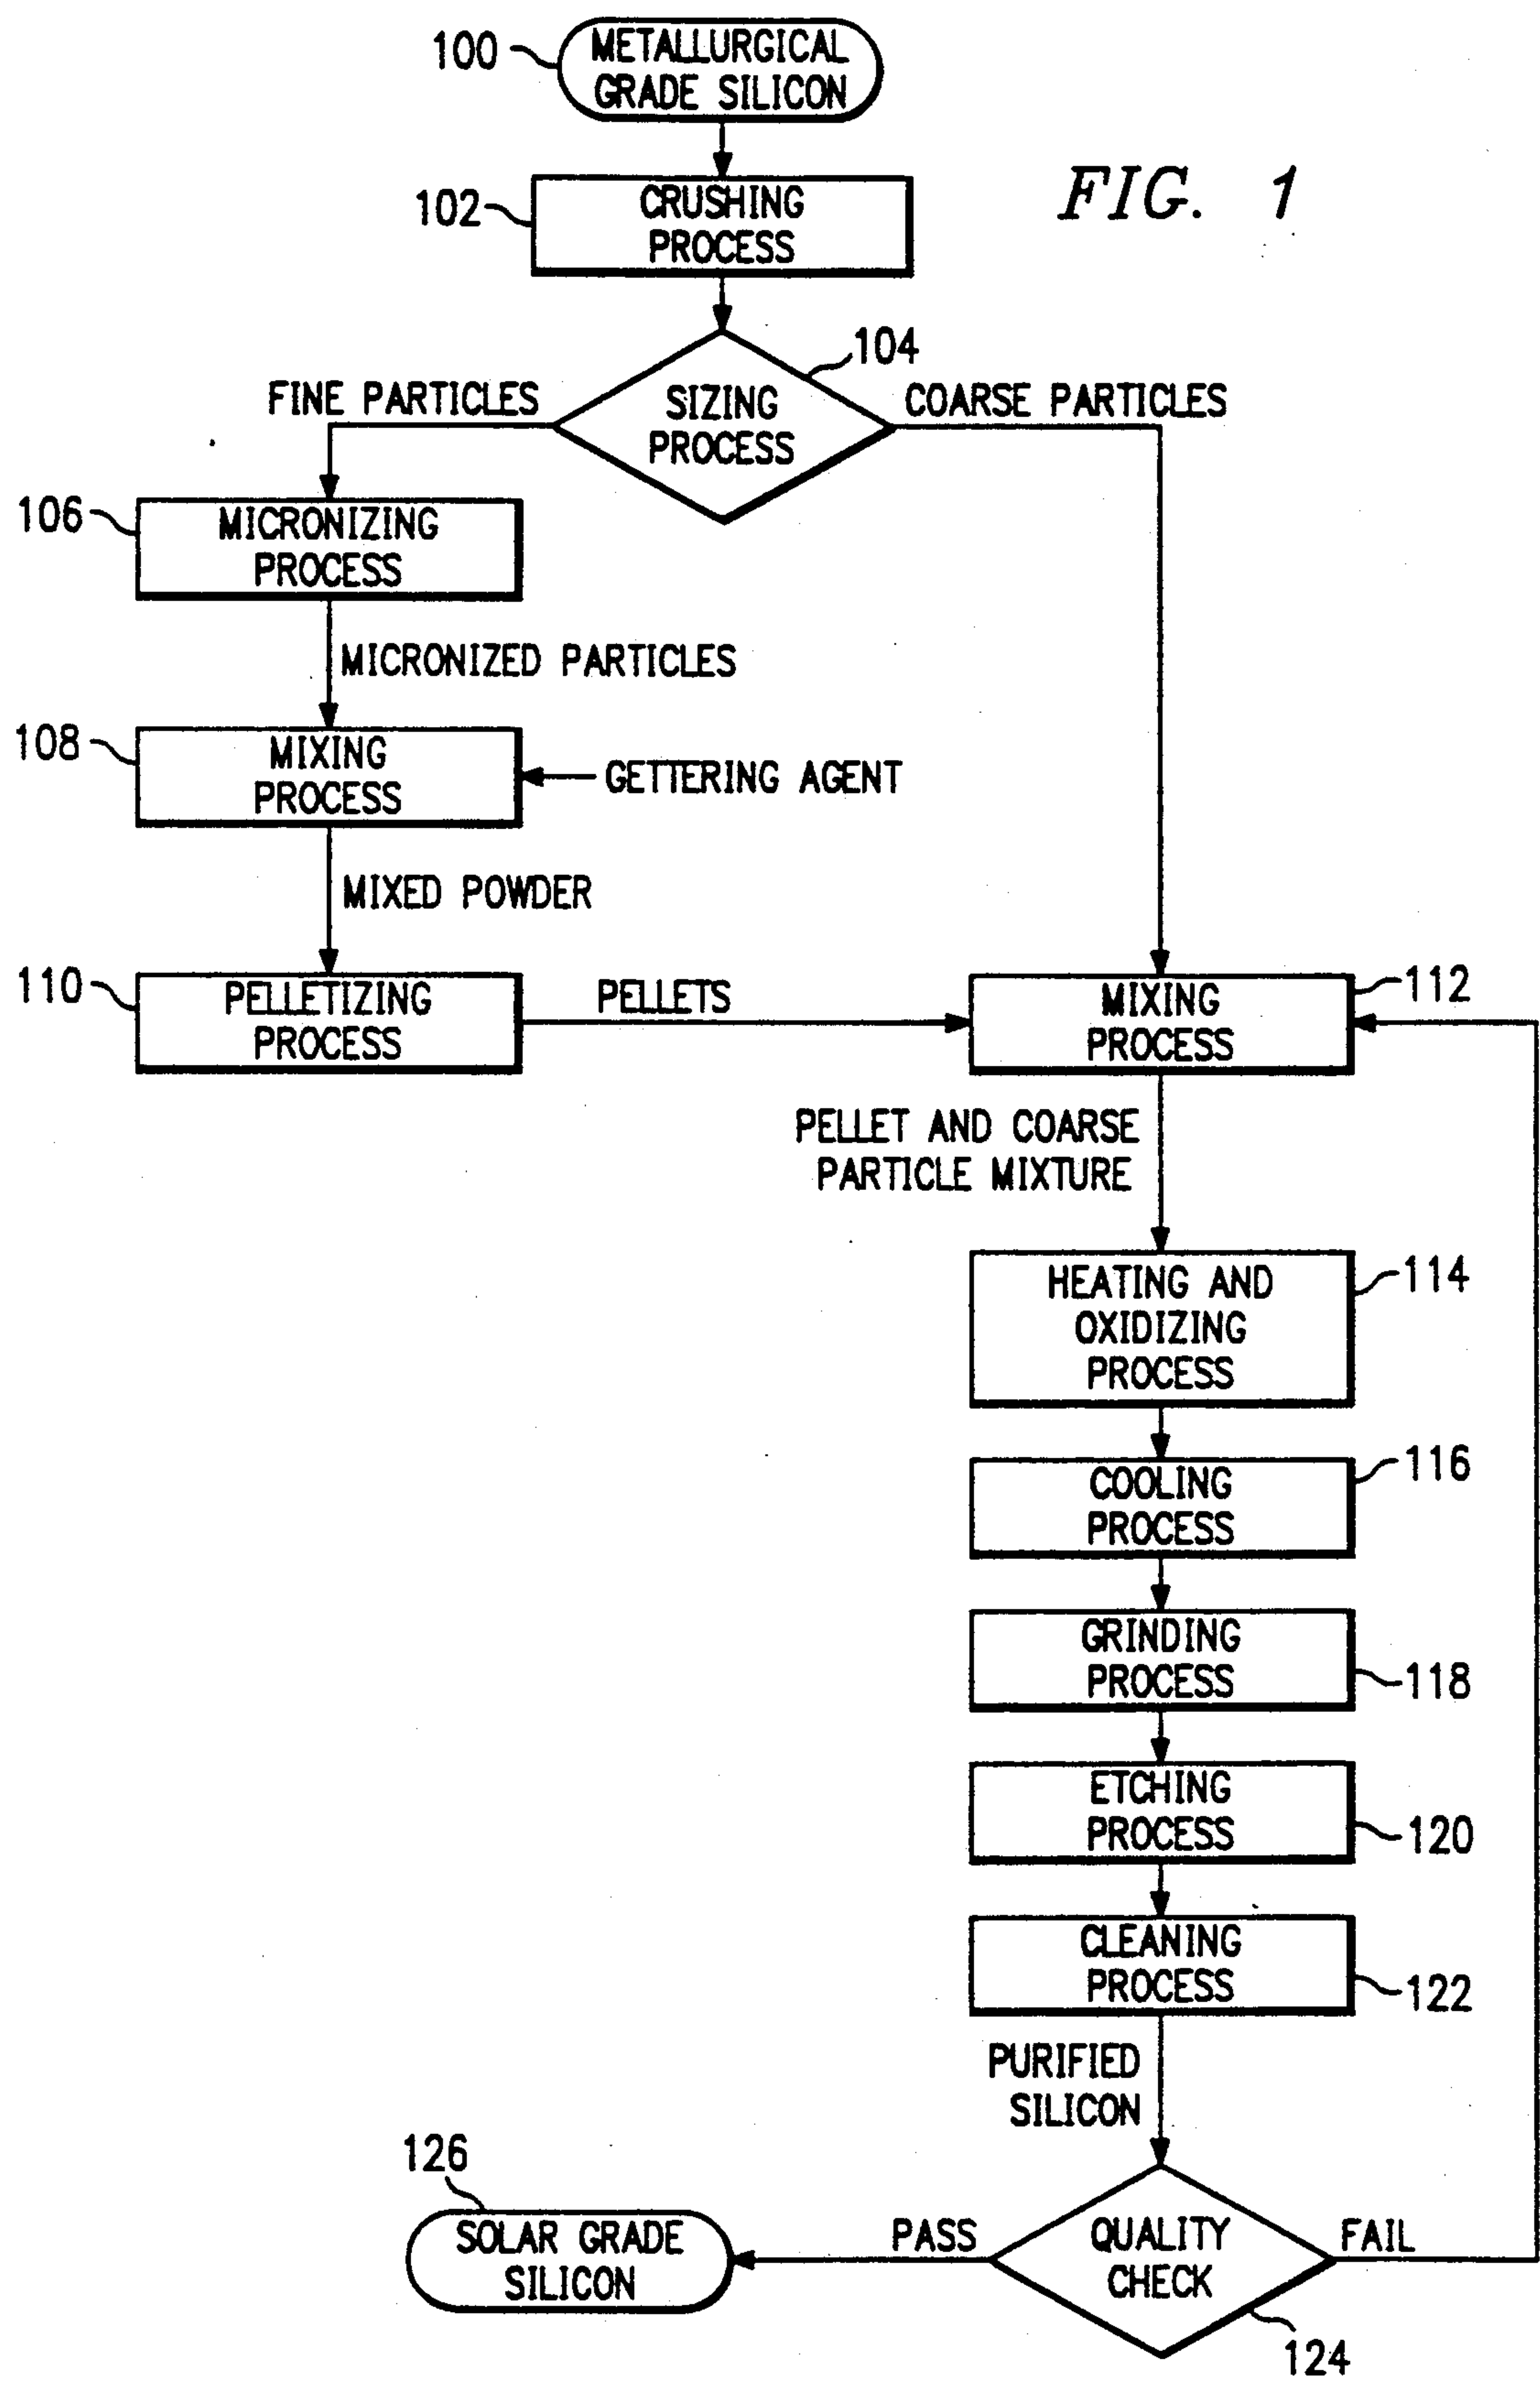 100
METALLURGICAL
GRADE SILICON
102
CRUSHING
PROCESS
FIG. 1
104
FINE PARTICLES
SIZING
PROCESS
COARSE PARTICLES
106
MICRONIZING
PROCESS
MICRONIZED PARTICLES
108
MIXING
PROCESS
GETTERING AGENT
MIXED POWDER
110
PELLETIZING
PROCESS
PELLETS
MIXING
PROCESS
112
PELLET AND COARSE
PARTICLE MIXTURE
HEATING AND
OXIDIZING
PROCESS
114
COOLING
PROCESS
116
GRINDING
PROCESS
118
ETCHING
PROCESS
120
CLEANING
PROCESS
122
PURIFIED
SILICON
126
SOLAR GRADE
SILICON
PASS
QUALITY
CHECK
FAIL
124